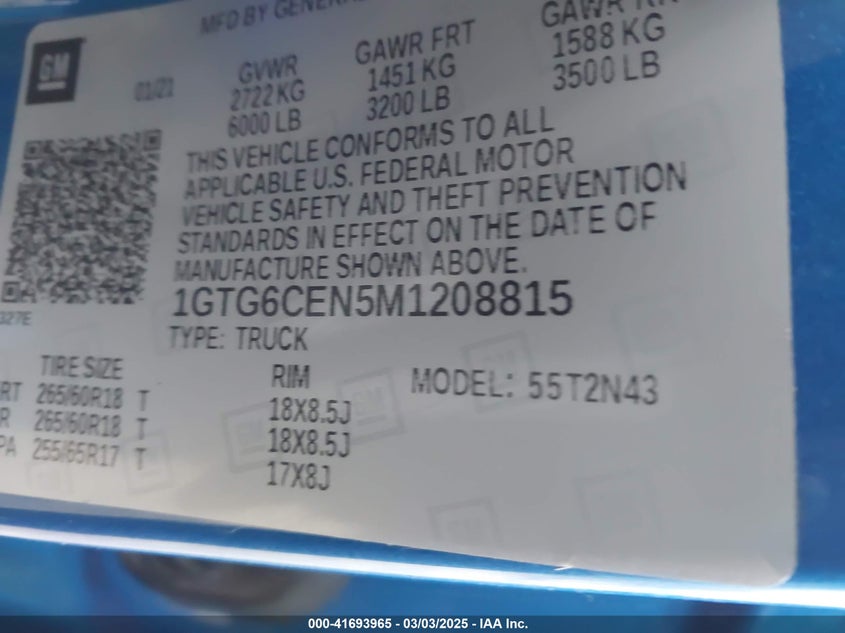 GM
MFD BY GENERAL
01/21
GVWR
2722 KG
6000 LB
GAWR FRT
1451 KG
3200 LB
GAWR RR
1588 KG
3500 LB
THIS VEHICLE CONFORMS TO ALL
APPLICABLE U.S. FEDERAL MOTOR
VEHICLE SAFETY AND THEFT PREVENTION
STANDARDS IN EFFECT ON THE DATE OF
MANUFACTURE SHOWN ABOVE.
1GTG6CEN5M1208815
327E
TYPE: TRUCK
TIRE SIZE RIM MODEL: 55T2N43
RT 265/60R18 T 18X8.5J
R 265/60R18 T 18X8.5J
PA 255/65R17 T 17X8J
000-41693965 - 03/03/2025 - IAA Inc.